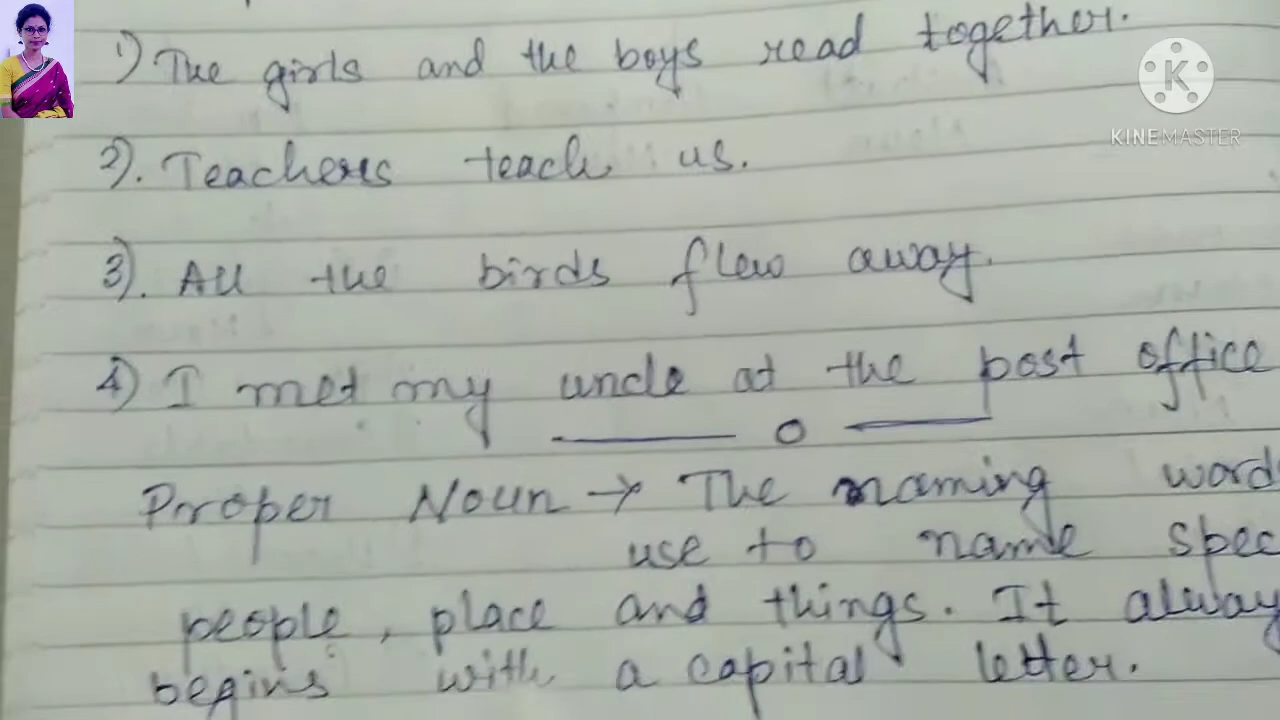 1) The girls and the boys read together.
KINEMASTER
2). Teachers teach us.
3). All the birds flew away.
4) I met my uncle at the post office
Proper Noun → The naming word
use to name spec
people, place and things. It alway
begins with a capital letter.